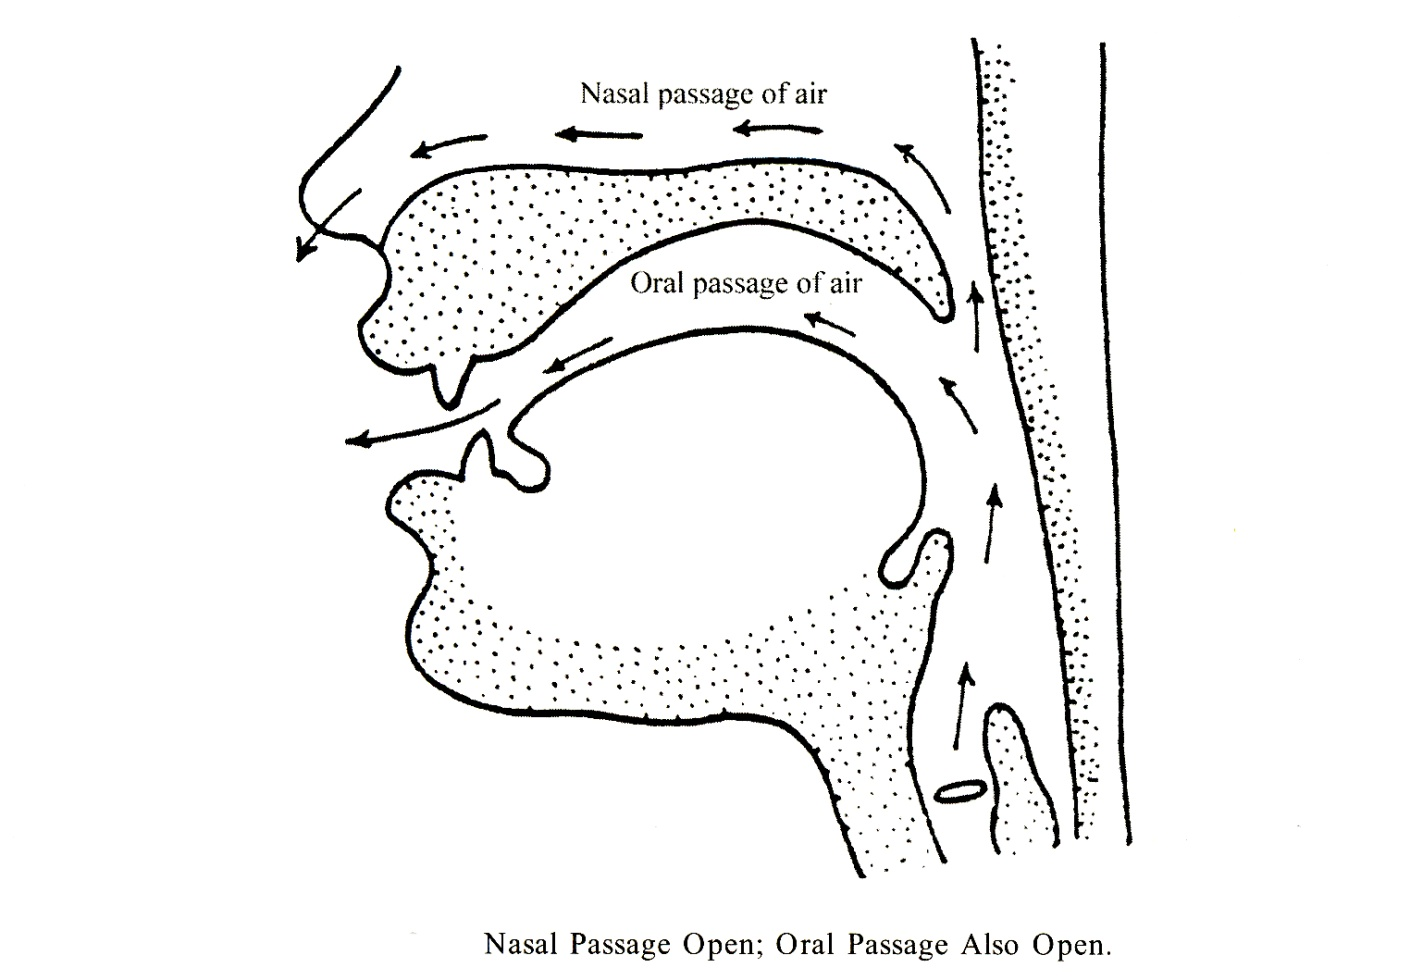 Nasal passage of air
Oral passage of air
Nasal Passage Open; Oral Passage Also Open.